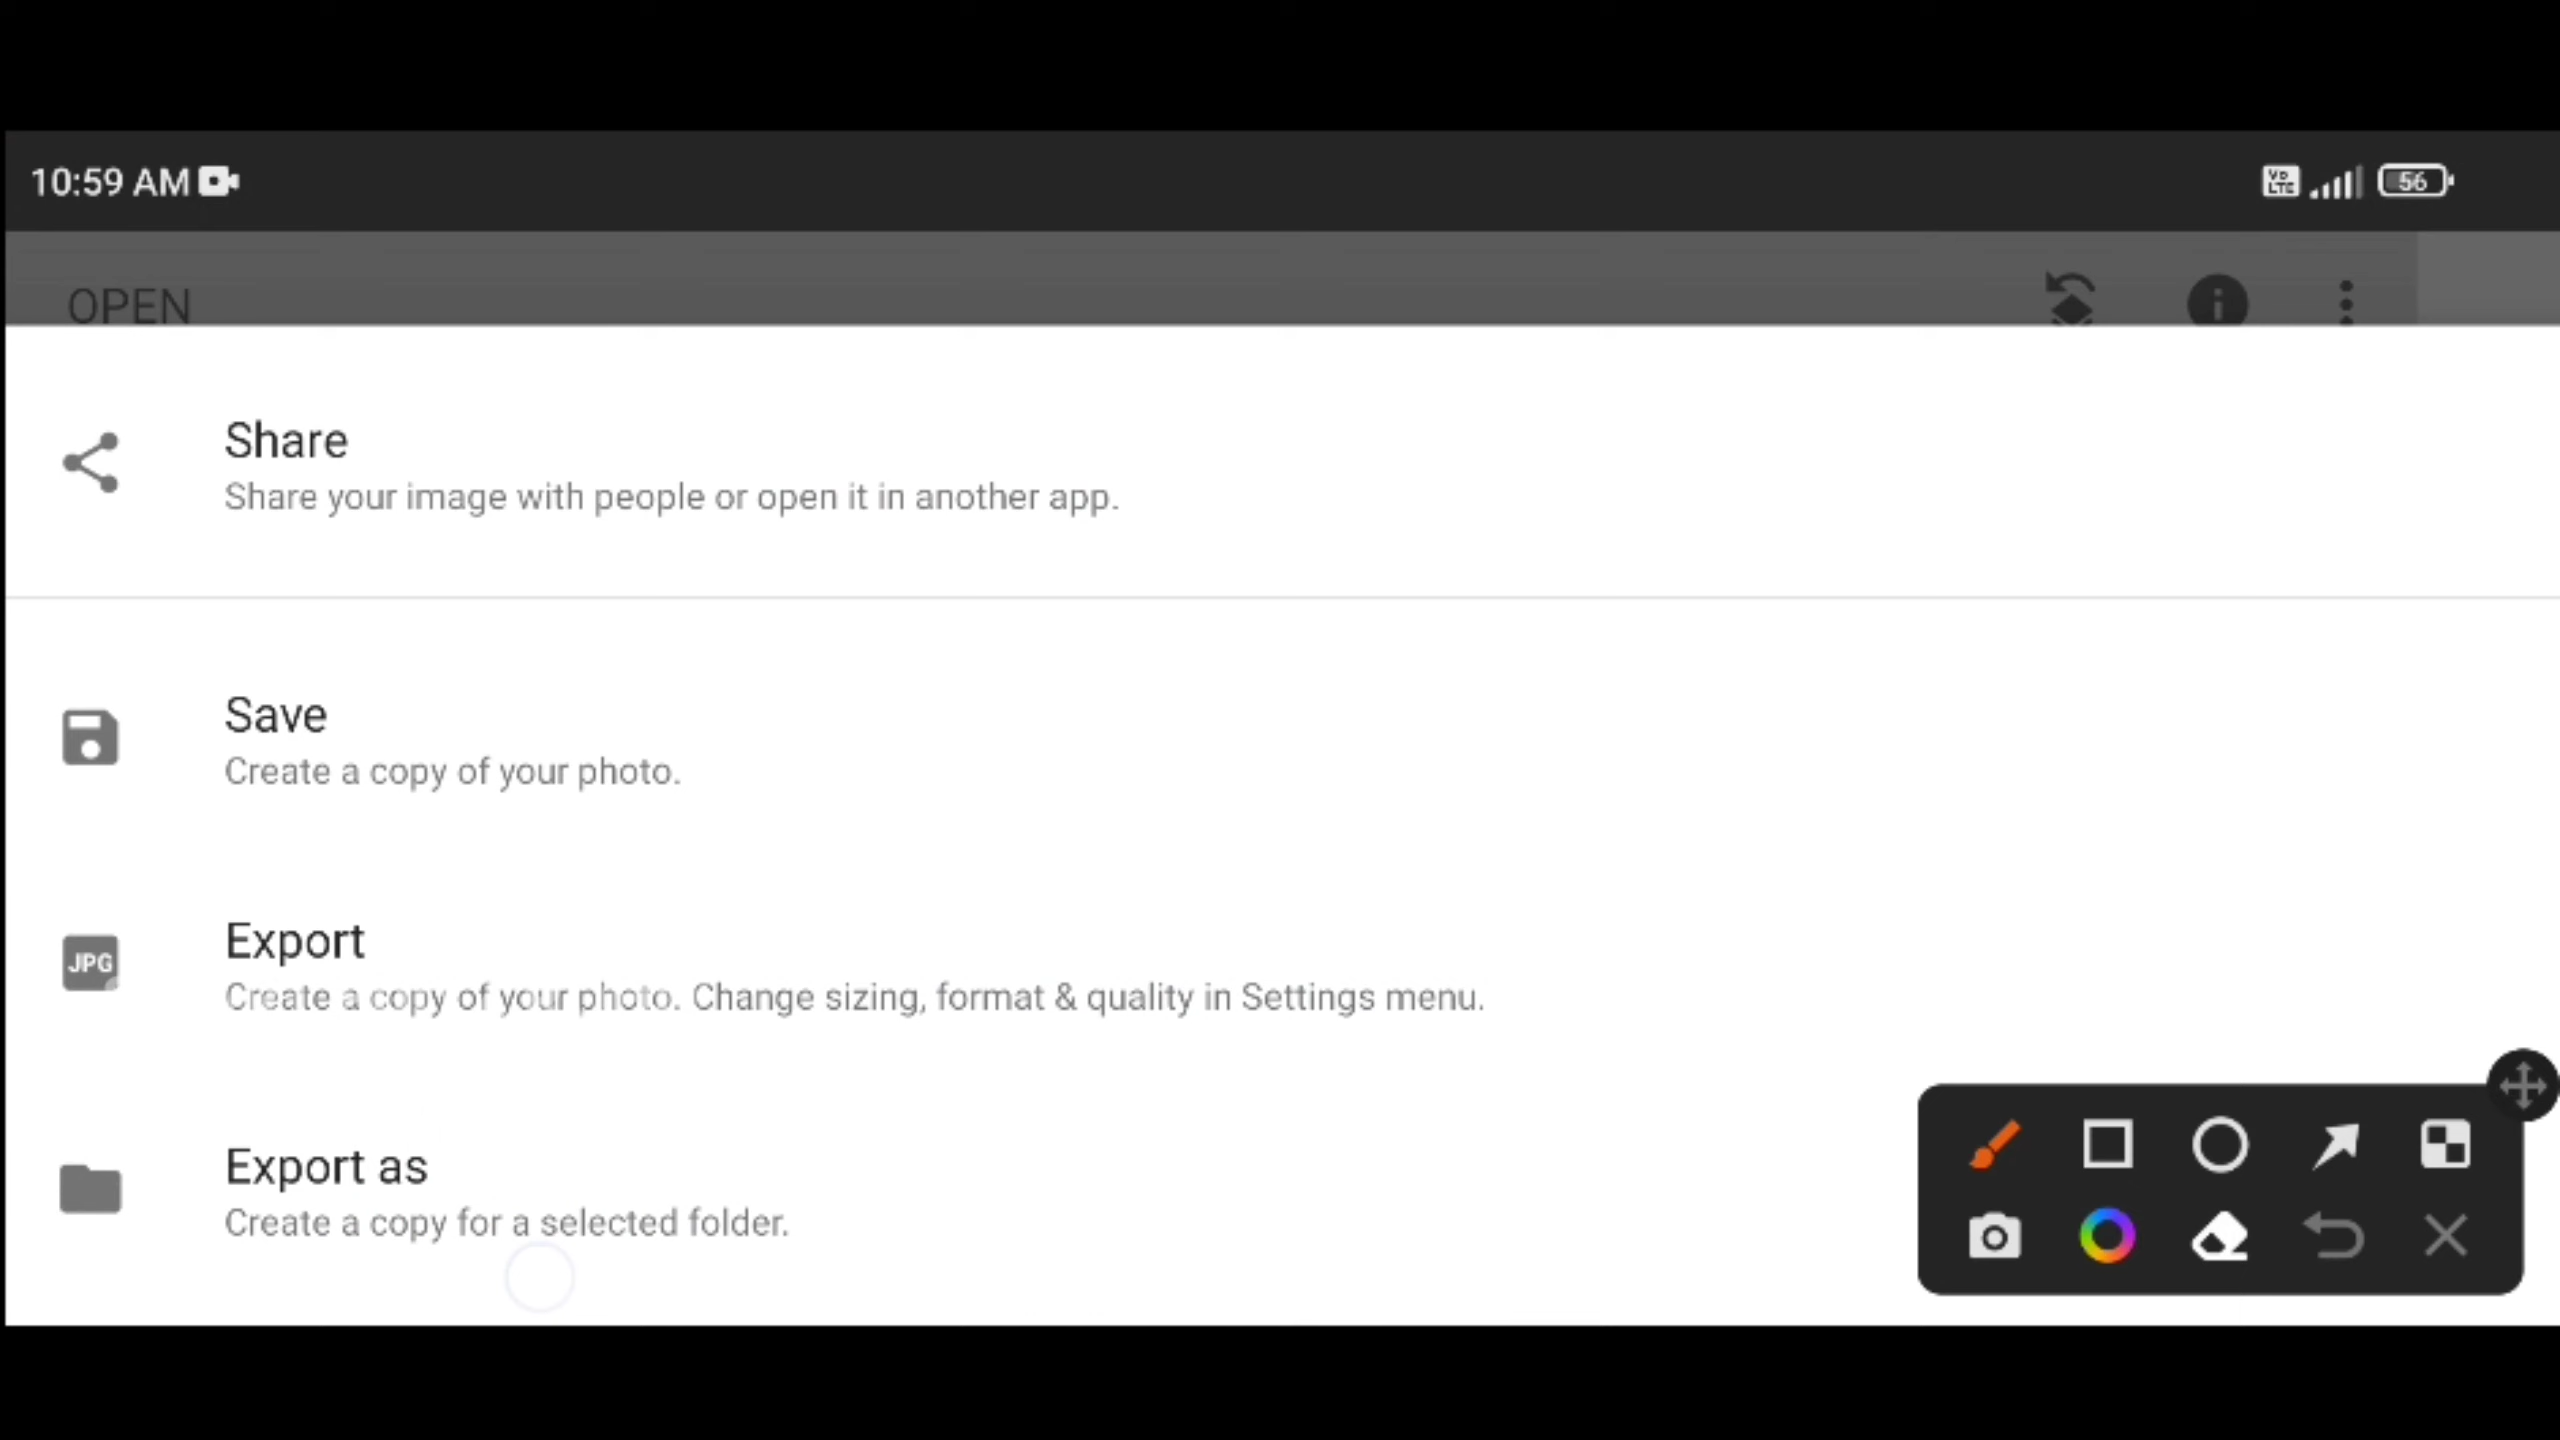 10:59 AM
Vo LTE 56
OPEN
Share
Share your image with people or open it in another app.
Save
Create a copy of your photo.
JPG
Export
Create a copy of your photo. Change sizing, format & quality in Settings menu.
Export as
Create a copy for a selected folder.